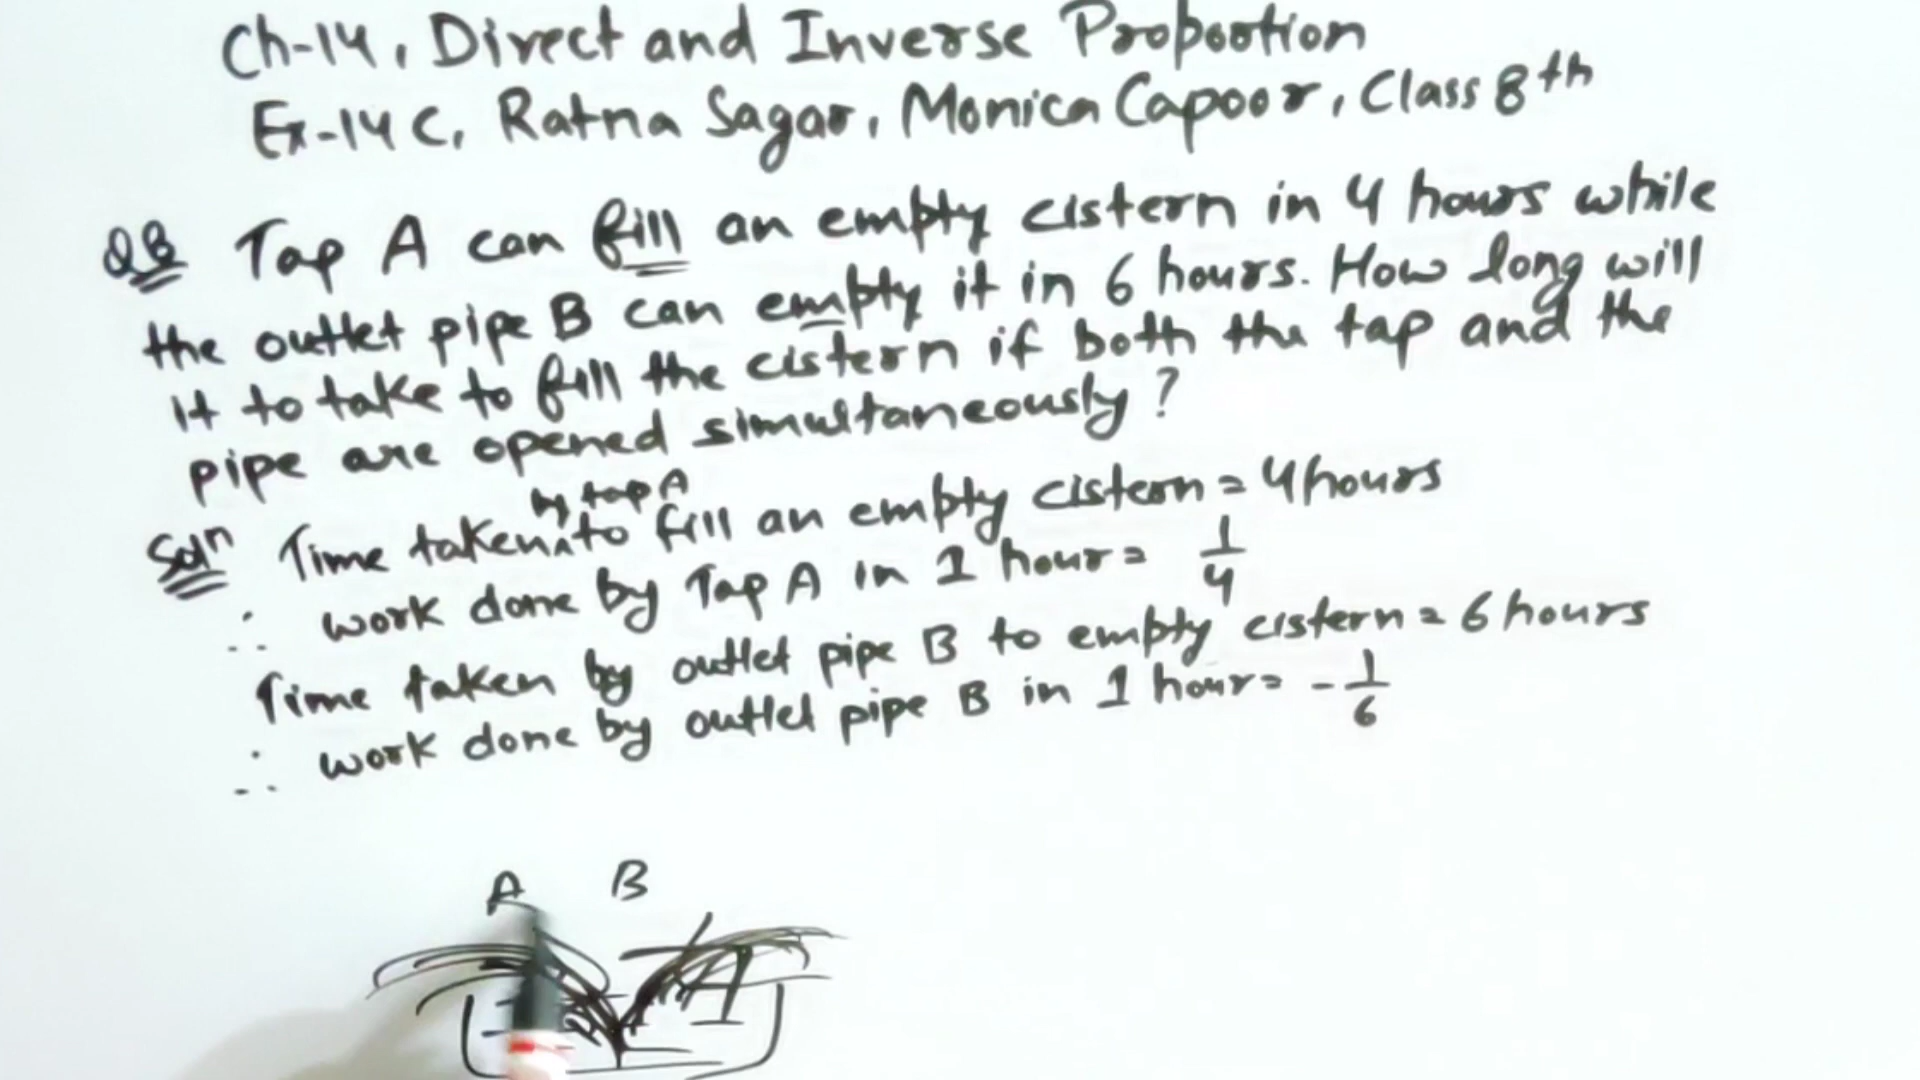 Ch-14, Direct and Inverse Proportion
Ex-14C, Ratna Sagar, Monica Capoor, Class 8th
Q8 Tap A can fill an empty cistern in 4 hours while
the outlet pipe B can empty it in 6 hours. How long will
it to take to fill the cistern if both the tap and the
pipe are opened simultaneously?
by tap A
Soln Time taken ^ to fill an empty cistern = 4 hours
∴ work done by Tap A in 1 hour = 1/4
Time taken by outlet pipe B to empty cistern = 6 hours
∴ work done by outlet pipe B in 1 hour = -1/6
A B